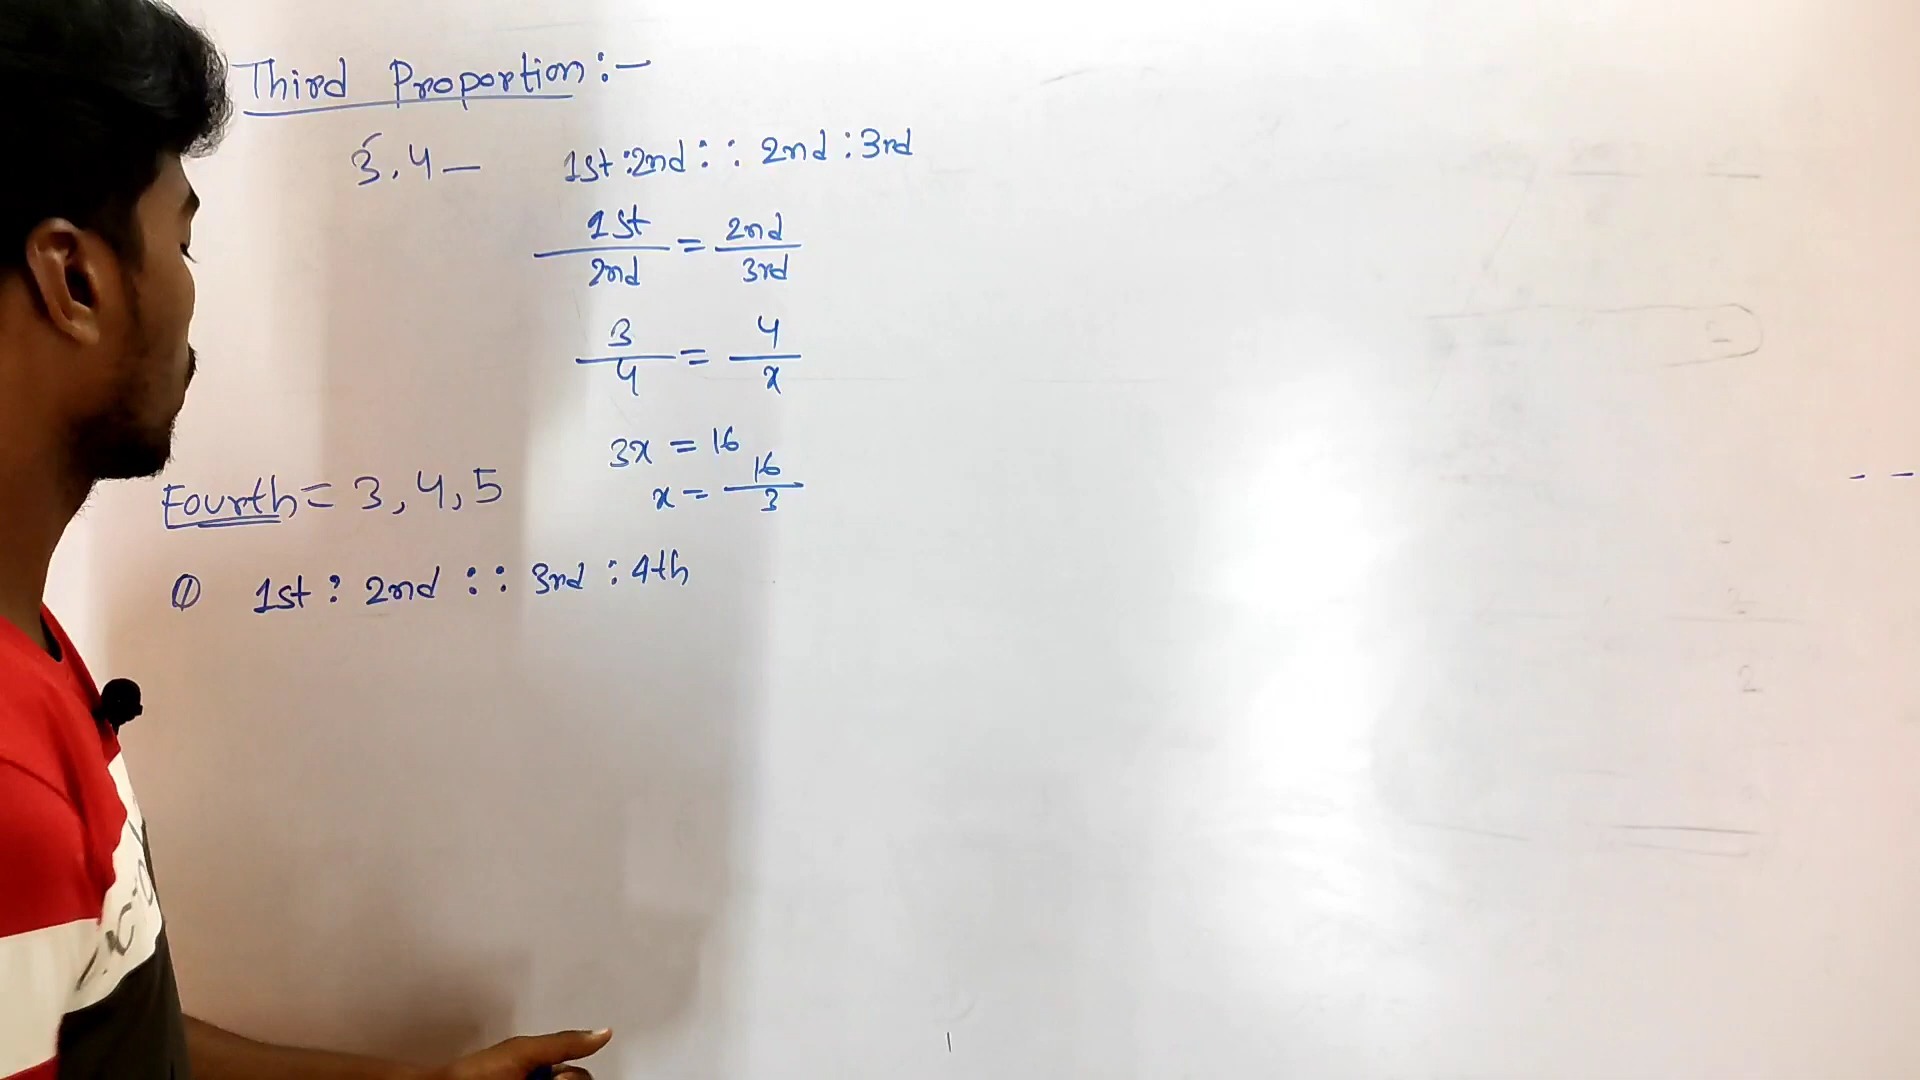 Third Proportion :-
3, 4 — 1st : 2nd : : 2nd : 3rd
1st/2nd = 2nd/3rd
3/4 = 4/x
3x = 16
x = 16/3
Fourth = 3, 4, 5
① 1st : 2nd : : 3rd : 4th